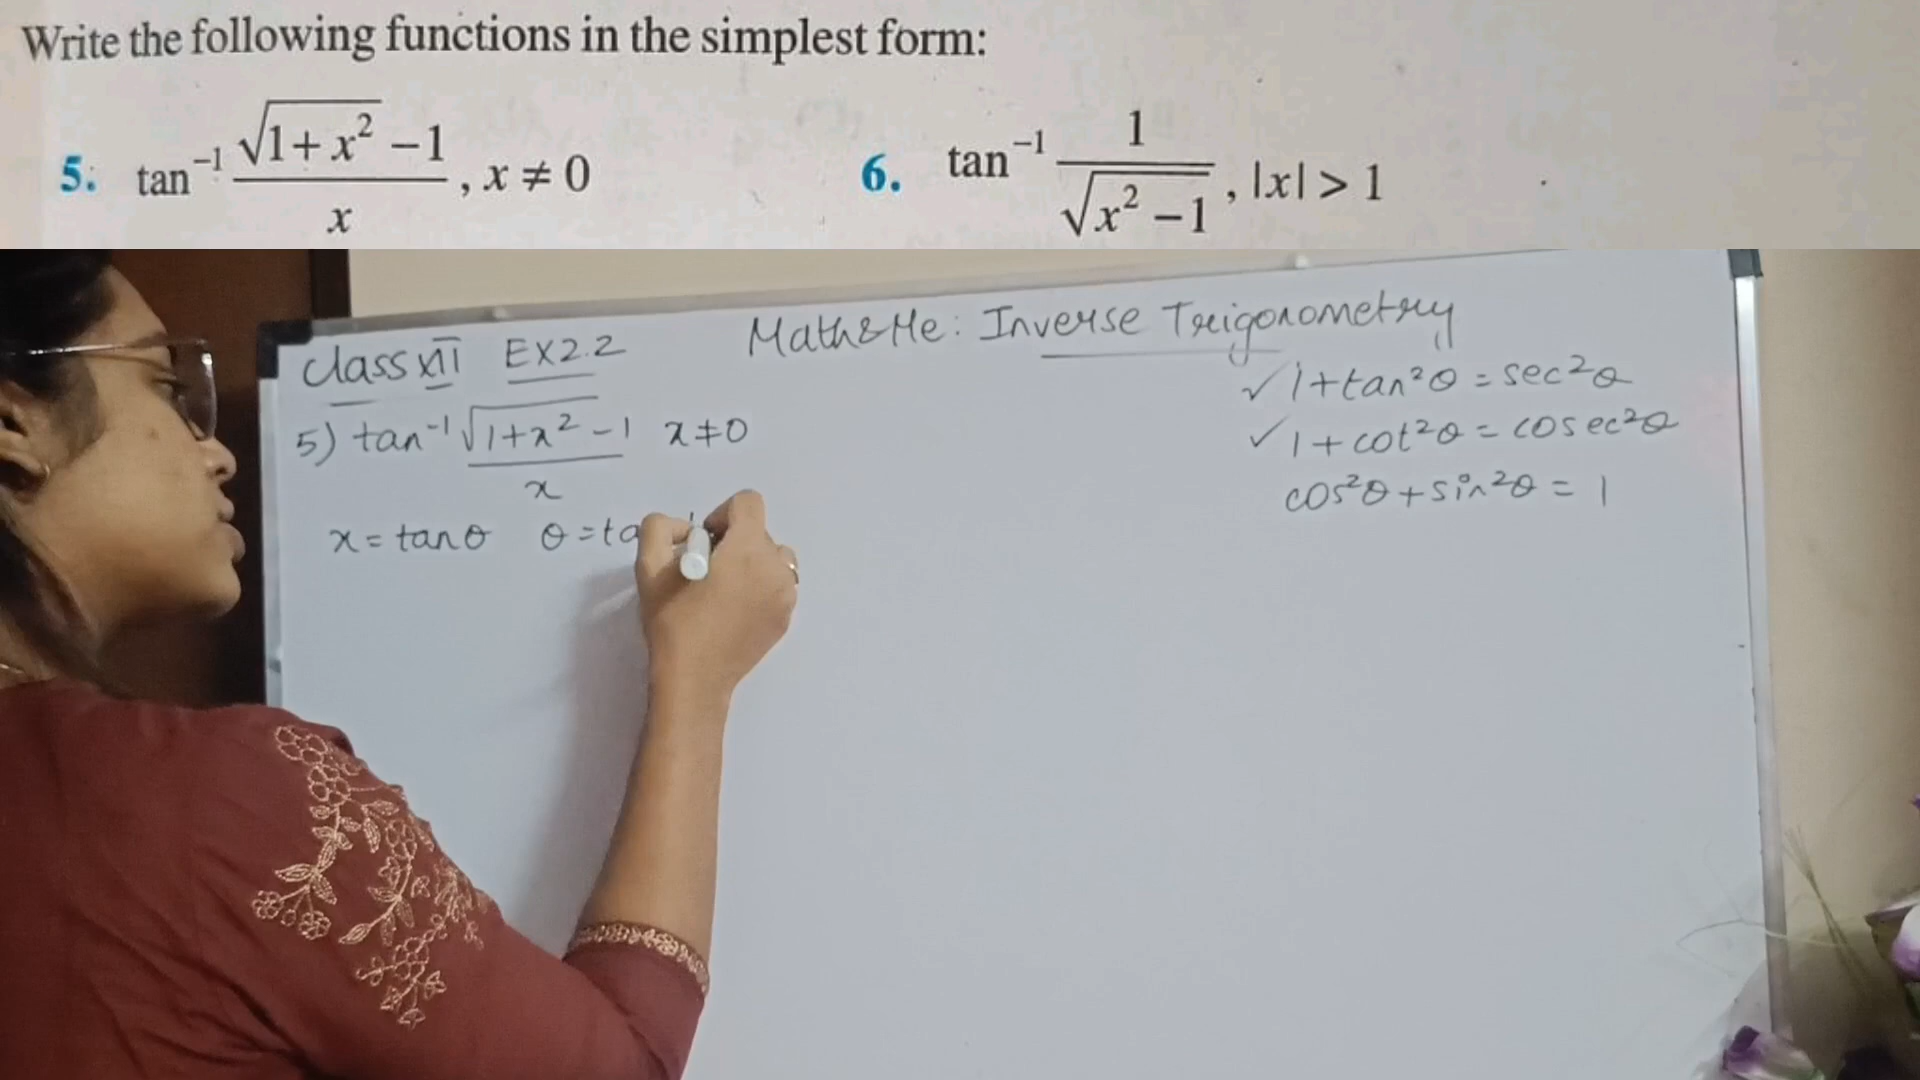 Write the following functions in the simplest form:
5. tan⁻¹ (√(1+x²) −1)/x , x ≠ 0
6. tan⁻¹ 1/√(x² −1) , |x| > 1
Math&Me: Inverse Trigonometry
Class XII EX2.2
5) tan⁻¹ (√(1+x²) −1)/x x≠0
x = tanθ θ = ta
✓ 1+tan²θ = sec²θ
✓ 1+cot²θ = cosec²θ
cos²θ + sin²θ = 1